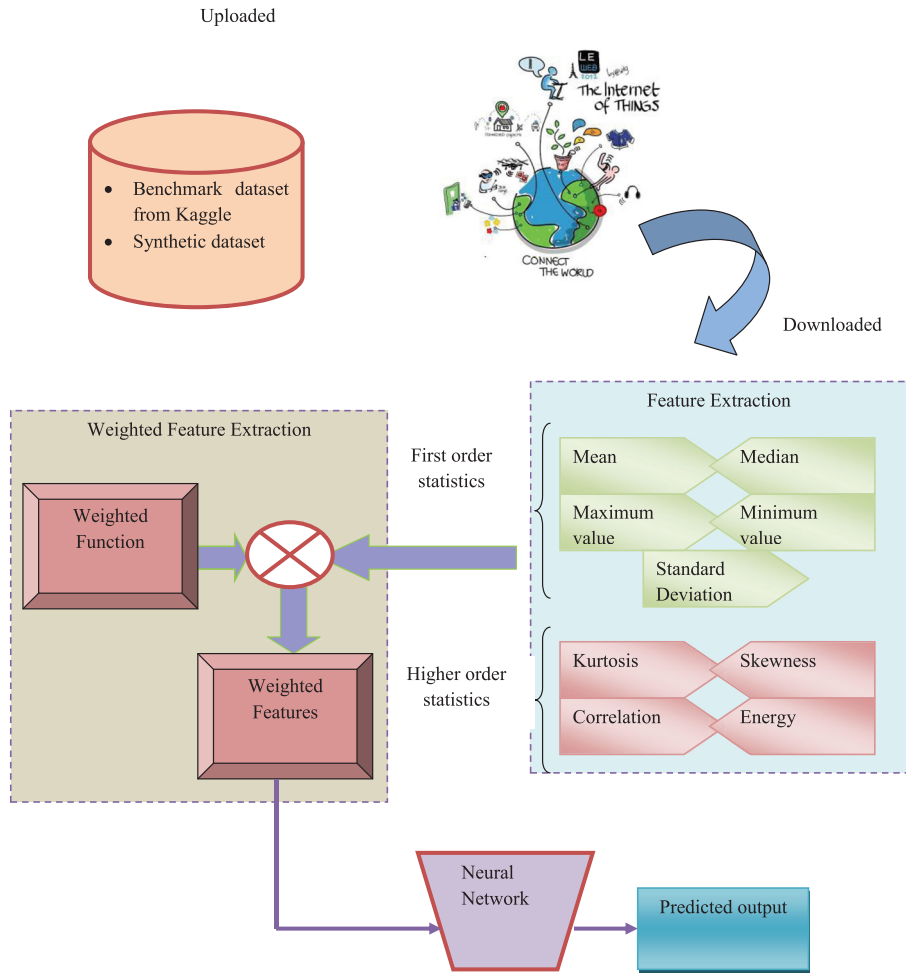 Uploaded
LE
WEB
2012
The Internet
of THINGS
• Benchmark dataset
from Kaggle
• Synthetic dataset
CONNECT
THE WORLD
Downloaded
Weighted Feature Extraction
Weighted
Function
Weighted
Features
First order
statistics
Higher order
statistics
Feature Extraction
Mean
Median
Maximum
value
Minimum
value
Standard
Deviation
Kurtosis
Skewness
Correlation
Energy
Neural
Network
Predicted output